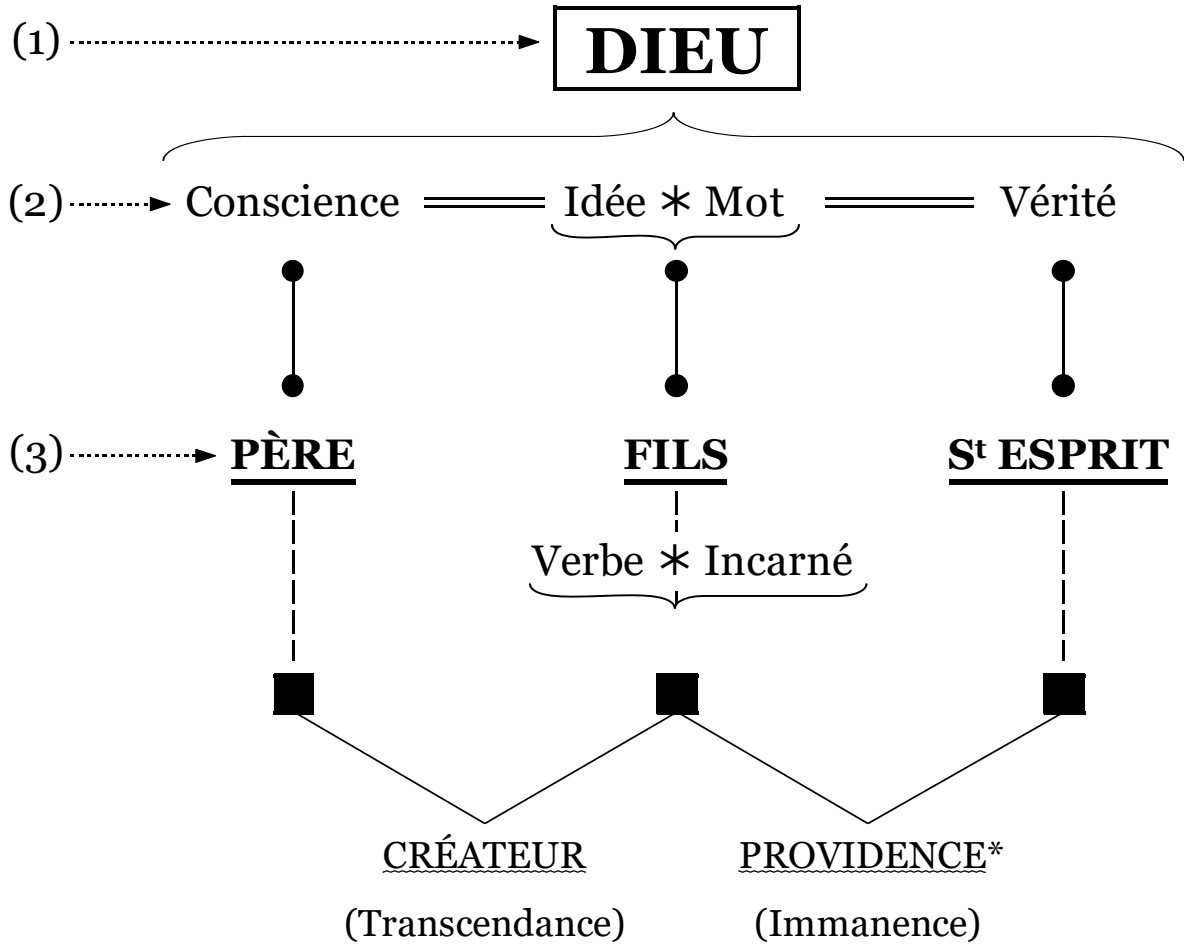 (1) DIEU
(2) Conscience Idée * Mot Vérité
(3) PÈRE FILS Sᵗ ESPRIT
Verbe * Incarné
CRÉATEUR PROVIDENCE*
(Transcendance) (Immanence)